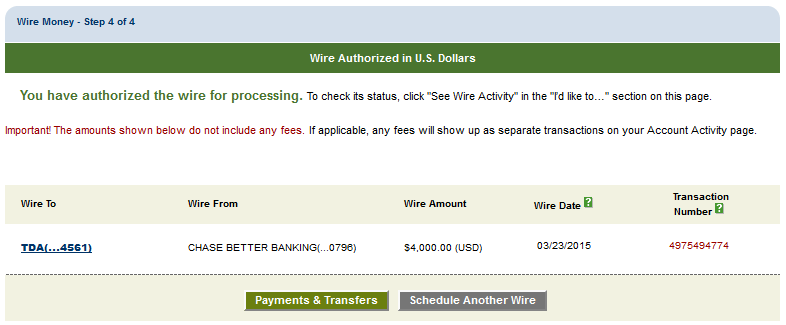 Wire Money - Step 4 of 4
Wire Authorized in U.S. Dollars
You have authorized the wire for processing. To check its status, click "See Wire Activity" in the "I'd like to..." section on this page.
Important! The amounts shown below do not include any fees. If applicable, any fees will show up as separate transactions on your Account Activity page.
Wire To Wire From Wire Amount Wire Date ? Transaction Number ?
TDA(...4561) CHASE BETTER BANKING(...0796) $4,000.00 (USD) 03/23/2015 4975494774
Payments & Transfers Schedule Another Wire